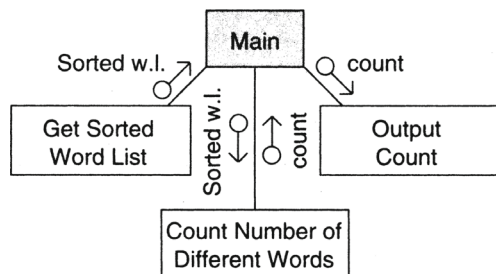 Main
Sorted w.l.
count
Get Sorted
Word List
Sorted w.l.
count
Output
Count
Count Number of
Different Words